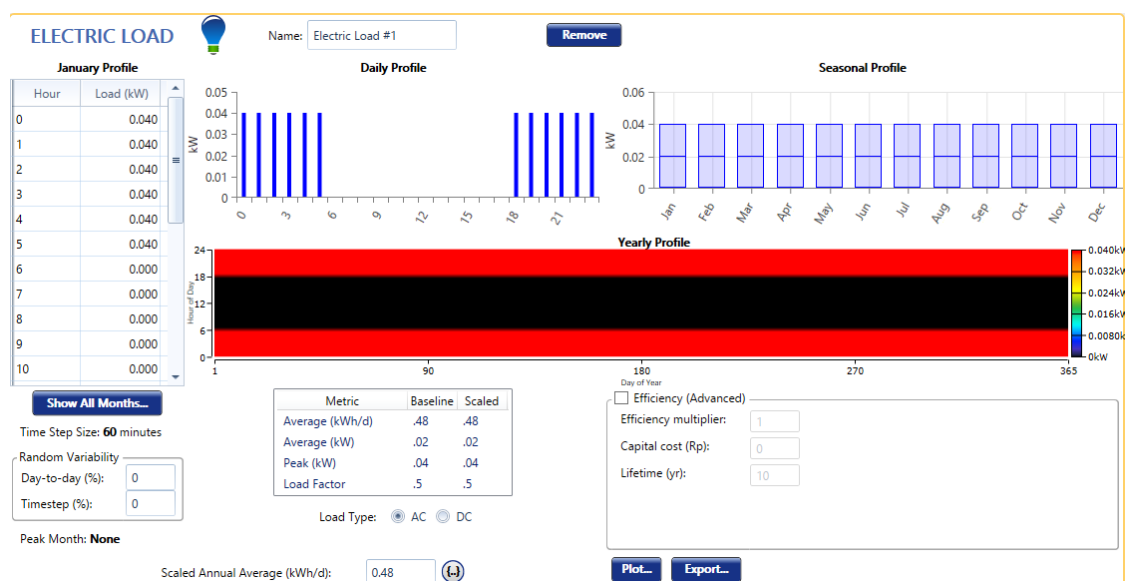 ELECTRIC LOAD
Name: Electric Load #1
Remove
January Profile
Hour Load (kW)
0 0.040
1 0.040
2 0.040
3 0.040
4 0.040
5 0.040
6 0.000
7 0.000
8 0.000
9 0.000
10 0.000
Show All Months...
Daily Profile
kW
0.05
0.04
0.03
0.02
0.01
0
0 3 6 9 12 15 18 21
Seasonal Profile
kW
0.06
0.04
0.02
0
Jan Feb Mar Apr May Jun Jul Aug Sep Oct Nov Dec
Yearly Profile
Hour of Day
24
18
12
6
0
1 90 180 270 365
Day of Year
0.040kW
0.032kW
0.024kW
0.016kW
0.0080kW
0kW
Time Step Size: 60 minutes
Random Variability
Day-to-day (%): 0
Timestep (%): 0
Peak Month: None
Metric Baseline Scaled
Average (kWh/d) .48 .48
Average (kW) .02 .02
Peak (kW) .04 .04
Load Factor .5 .5
Load Type: AC DC
Efficiency (Advanced)
Efficiency multiplier: 1
Capital cost (Rp): 0
Lifetime (yr): 10
Scaled Annual Average (kWh/d): 0.48 {..}
Plot... Export...